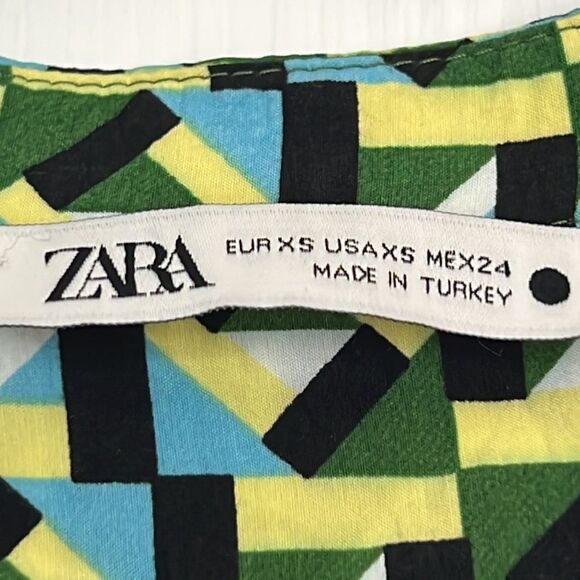 ZARA
EUR XS USA XS MEX 24
MADE IN TURKEY